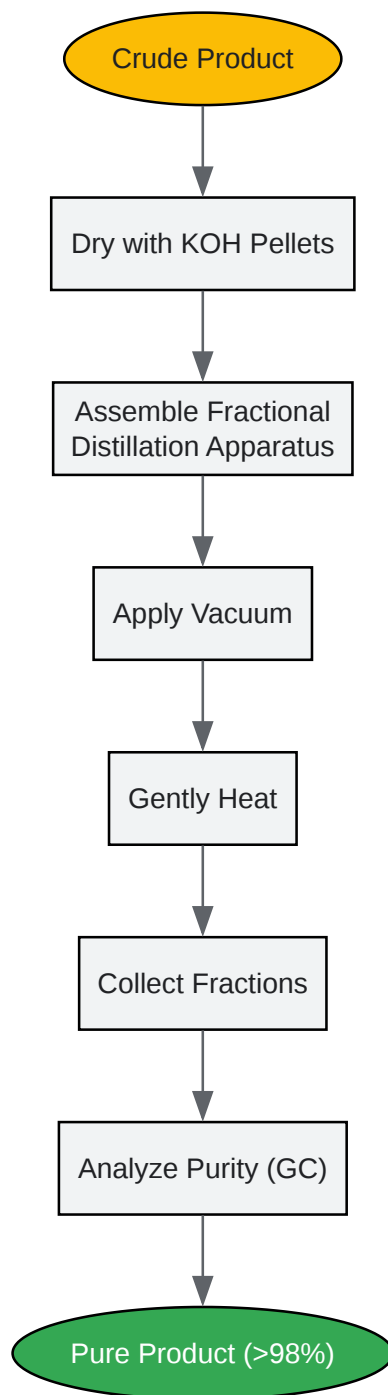 Crude Product
Dry with KOH Pellets
Assemble Fractional
Distillation Apparatus
Apply Vacuum
Gently Heat
Collect Fractions
Analyze Purity (GC)
Pure Product (>98%)